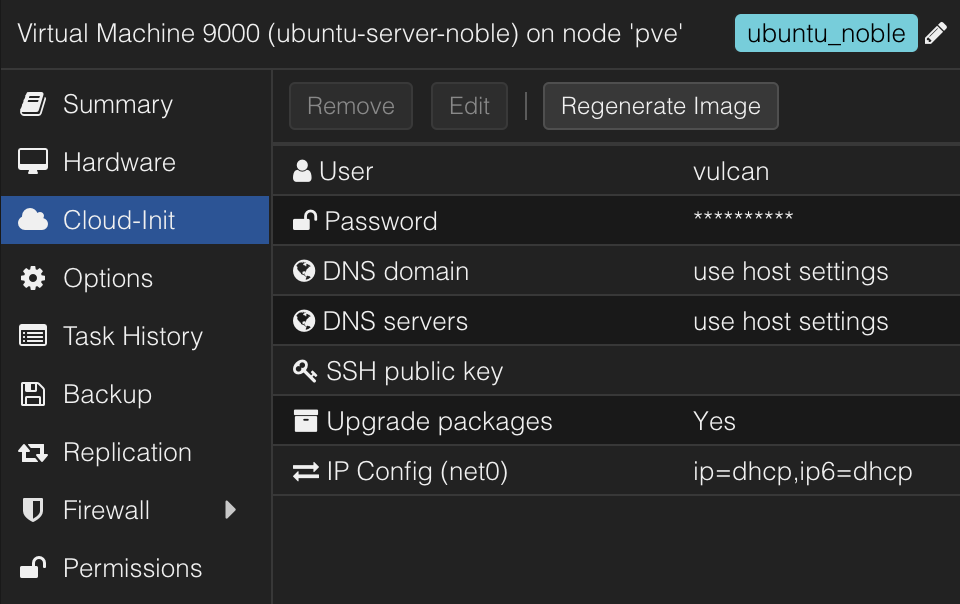 Virtual Machine 9000 (ubuntu-server-noble) on node 'pve' ubuntu_noble
Summary
Hardware
Cloud-Init
Options
Task History
Backup
Replication
Firewall
Permissions
Remove Edit Regenerate Image
User vulcan
Password **********
DNS domain use host settings
DNS servers use host settings
SSH public key
Upgrade packages Yes
IP Config (net0) ip=dhcp,ip6=dhcp